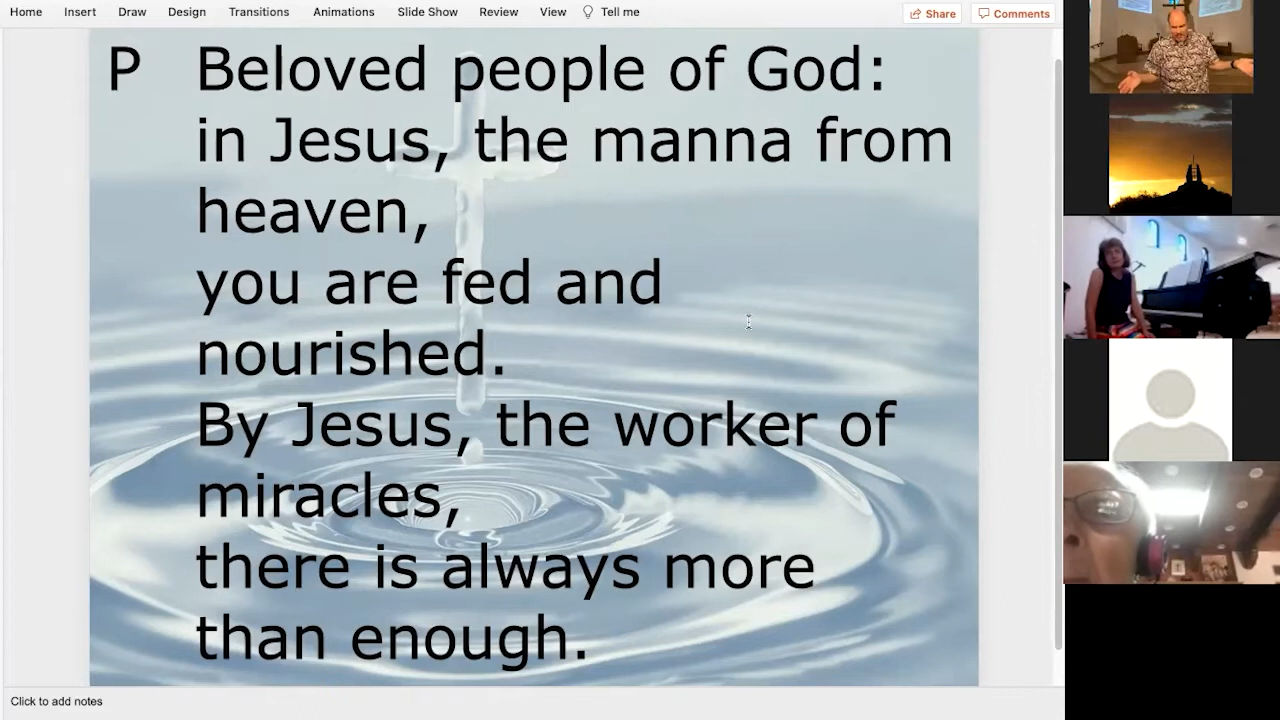 Home Insert Draw Design Transitions Animations Slide Show Review View Tell me Share Comments
P Beloved people of God:
in Jesus, the manna from
heaven,
you are fed and
nourished.
By Jesus, the worker of
miracles,
there is always more
than enough.
Click to add notes